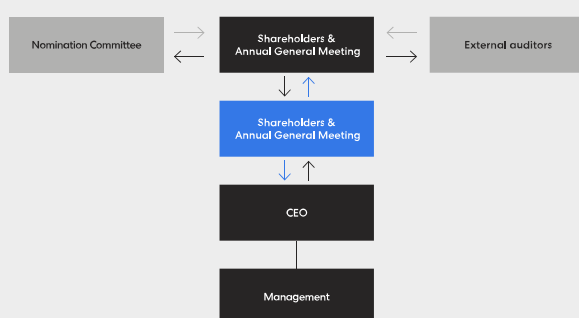 Nomination Committee
Shareholders &
Annual General Meeting
External auditors
Shareholders &
Annual General Meeting
CEO
Management